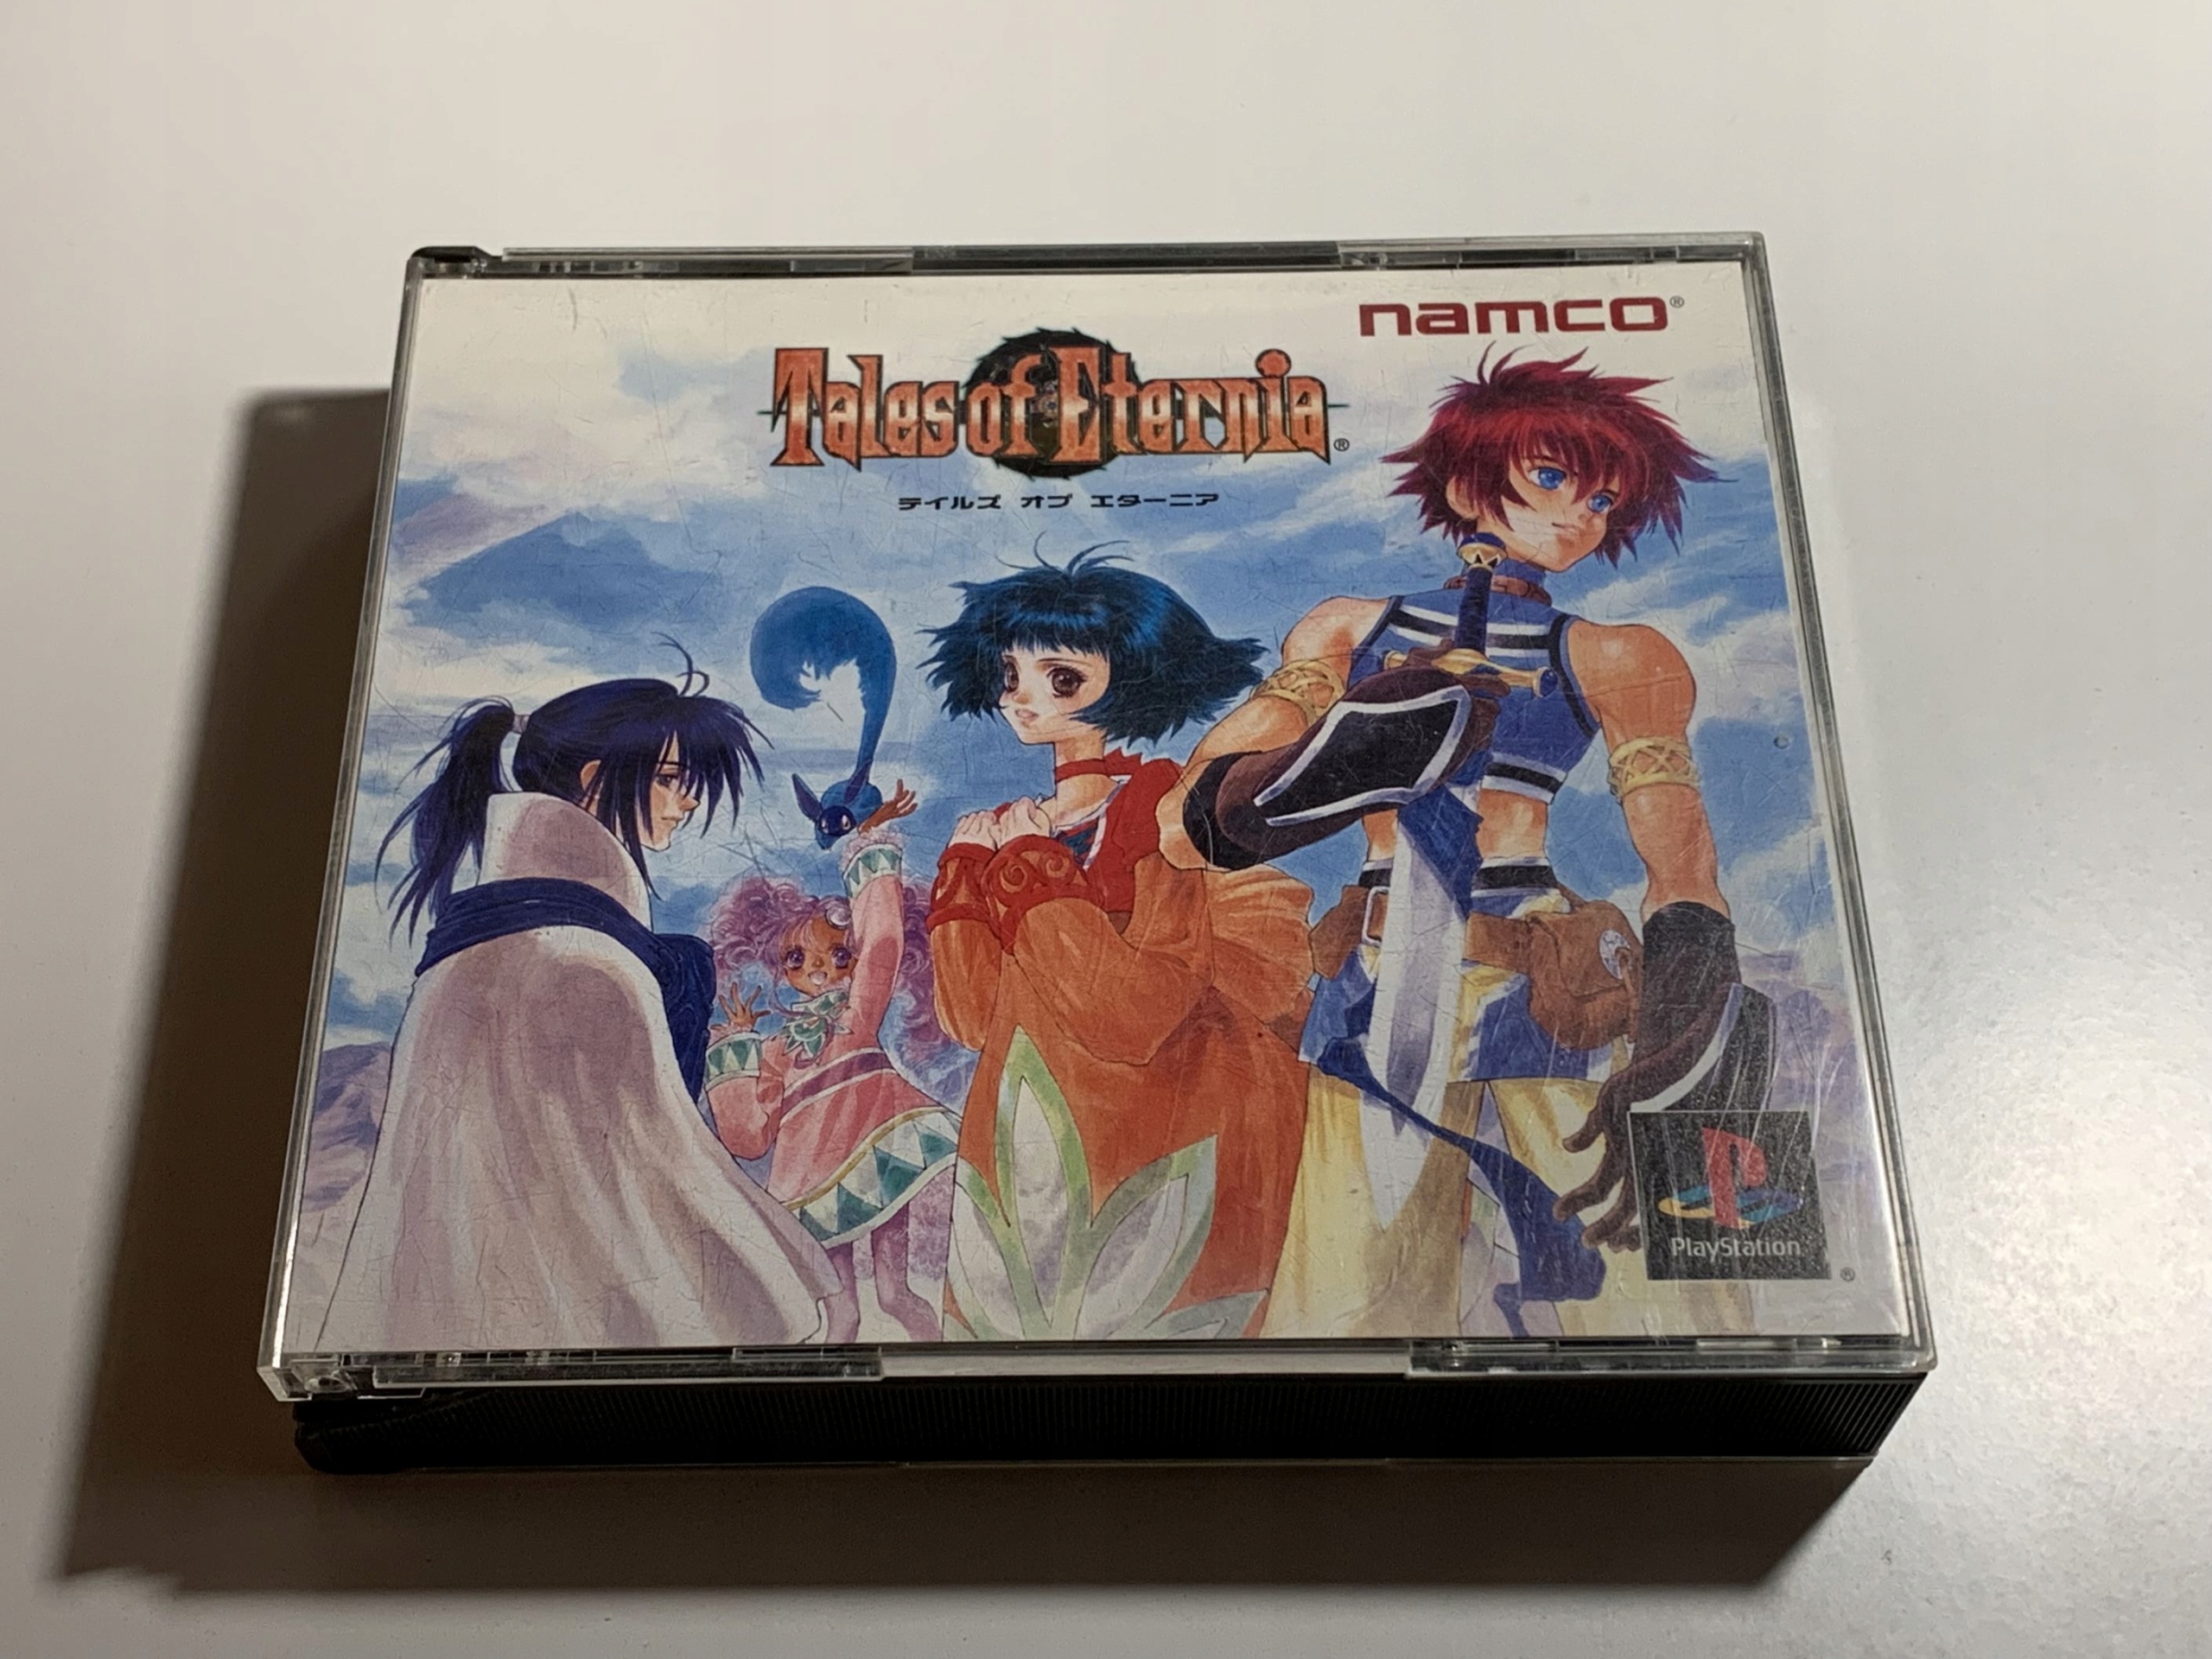 namco®
Tales of Eternia®
テイルズ オブ エターニア
PlayStation
®